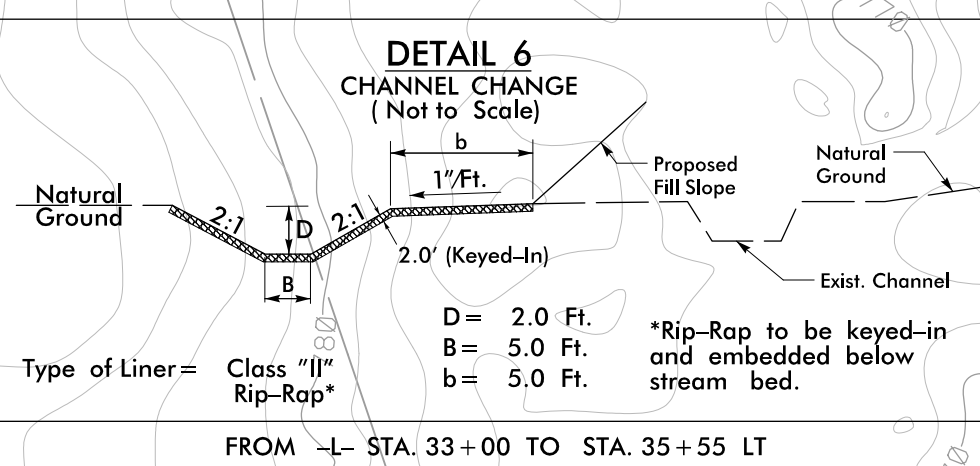 DETAIL 6
CHANNEL CHANGE
( Not to Scale)
b
1"/Ft.
Natural
Ground
2:1
D
2:1
B
2.0' (Keyed–In)
Proposed
Fill Slope
Natural
Ground
Exist. Channel
D = 2.0 Ft.
B = 5.0 Ft.
b = 5.0 Ft.
*Rip–Rap to be keyed–in
and embedded below
stream bed.
Type of Liner = Class "II"
Rip–Rap*
780
770
FROM –L– STA. 33+00 TO STA. 35+55 LT